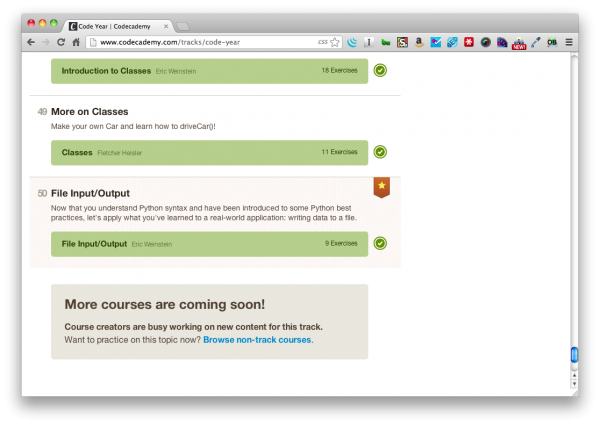 Code Year | Codecademy
www.codecademy.com/tracks/code-year
CSS
NEW!
Introduction to Classes Eric Weinstein 18 Exercises
49 More on Classes
Make your own Car and learn how to driveCar()!
Classes Fletcher Heisler 11 Exercises
50 File Input/Output
Now that you understand Python syntax and have been introduced to some Python best
practices, let's apply what you've learned to a real-world application: writing data to a file.
File Input/Output Eric Weinstein 9 Exercises
More courses are coming soon!
Course creators are busy working on new content for this track.
Want to practice on this topic now? Browse non-track courses.